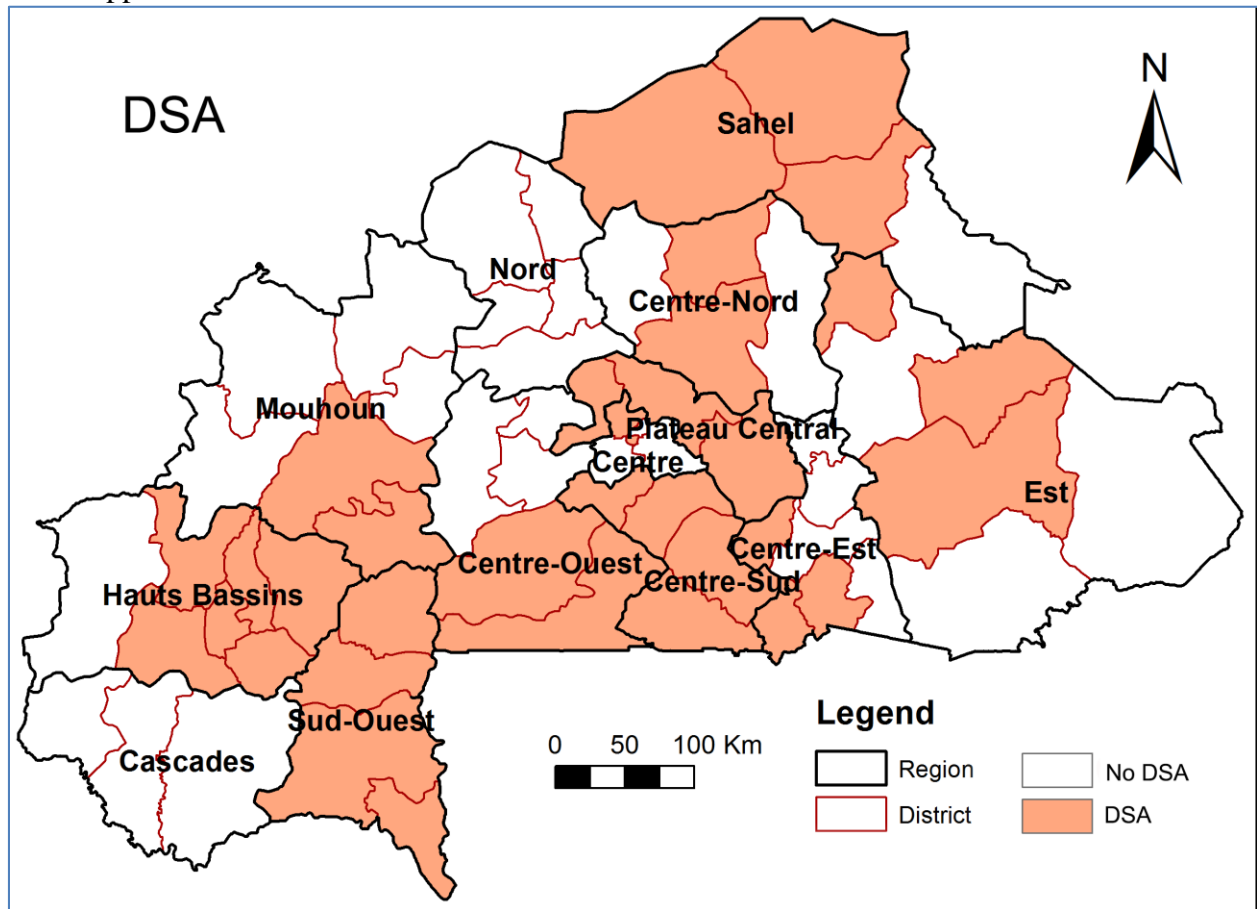 DSA
N
Sahel
Nord
Centre-Nord
Mouhoun
Plateau Central
Centre
Est
Centre-Ouest
Centre-Est
Centre-Sud
Hauts Bassins
Sud-Ouest
Cascades
0 50 100 Km
Legend
Region
No DSA
District
DSA